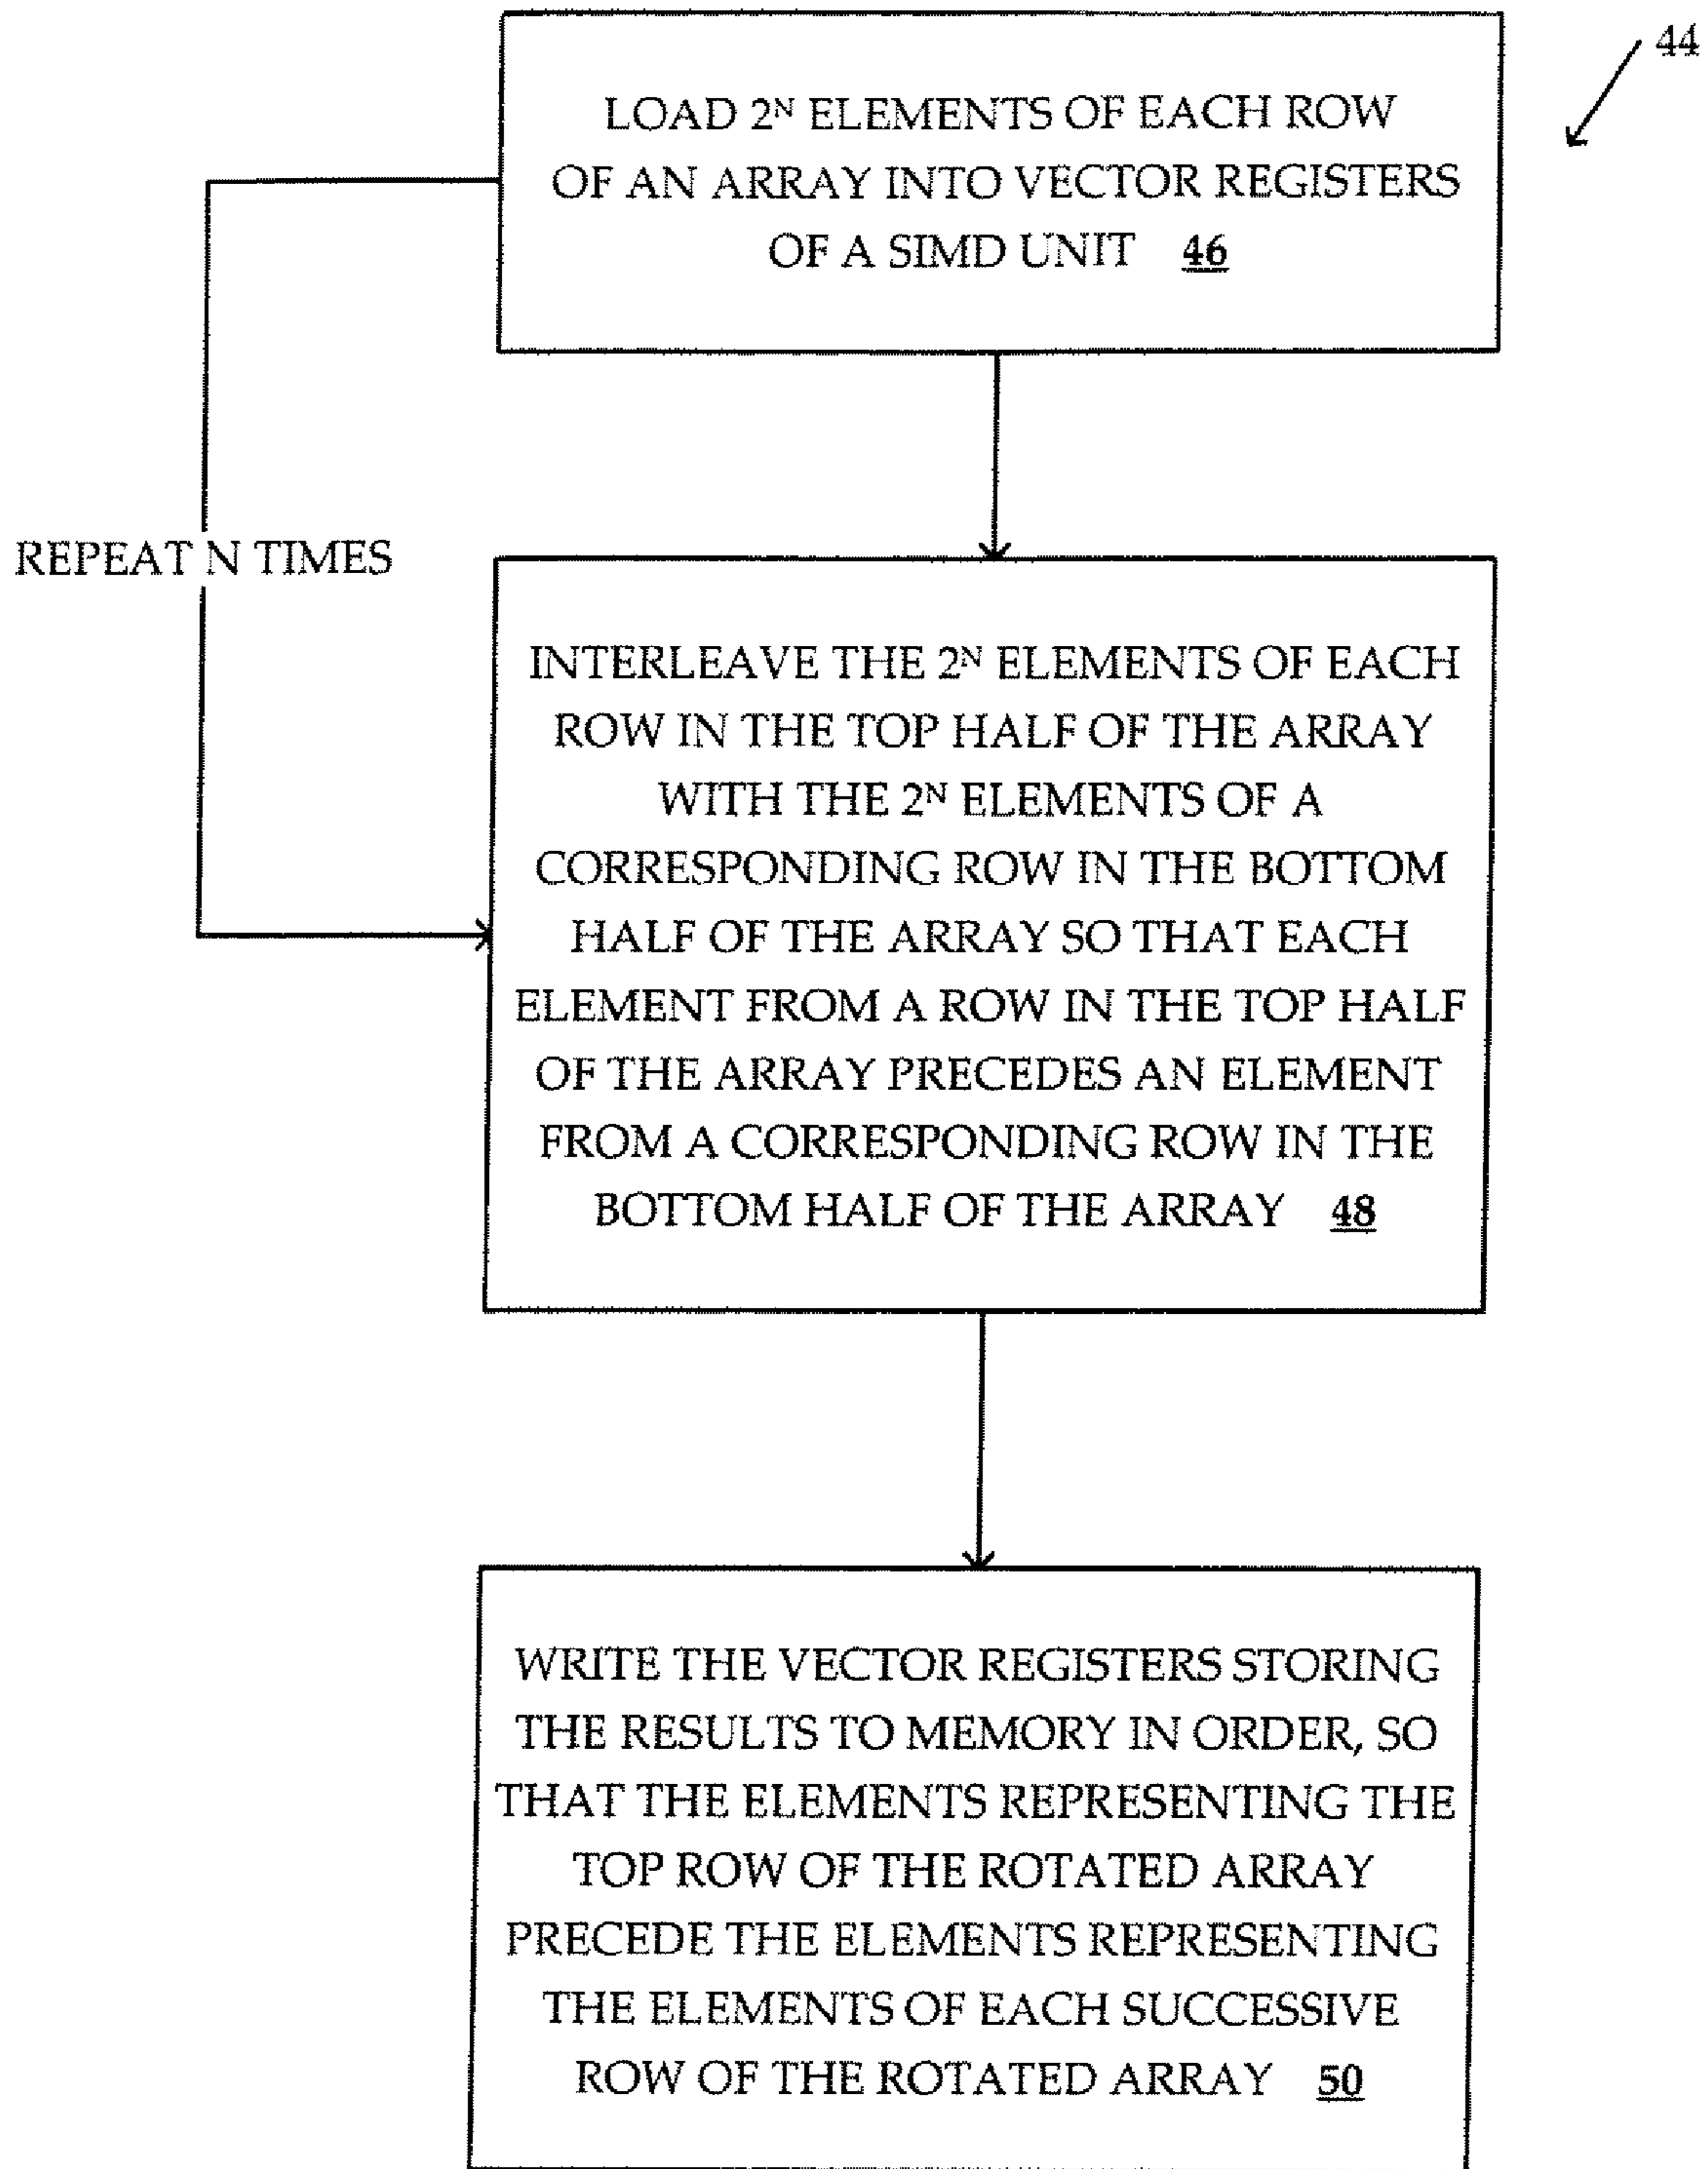 44
LOAD 2ᴺ ELEMENTS OF EACH ROW
OF AN ARRAY INTO VECTOR REGISTERS
OF A SIMD UNIT 46
REPEAT N TIMES
INTERLEAVE THE 2ᴺ ELEMENTS OF EACH
ROW IN THE TOP HALF OF THE ARRAY
WITH THE 2ᴺ ELEMENTS OF A
CORRESPONDING ROW IN THE BOTTOM
HALF OF THE ARRAY SO THAT EACH
ELEMENT FROM A ROW IN THE TOP HALF
OF THE ARRAY PRECEDES AN ELEMENT
FROM A CORRESPONDING ROW IN THE
BOTTOM HALF OF THE ARRAY 48
WRITE THE VECTOR REGISTERS STORING
THE RESULTS TO MEMORY IN ORDER, SO
THAT THE ELEMENTS REPRESENTING THE
TOP ROW OF THE ROTATED ARRAY
PRECEDE THE ELEMENTS REPRESENTING
THE ELEMENTS OF EACH SUCCESSIVE
ROW OF THE ROTATED ARRAY 50